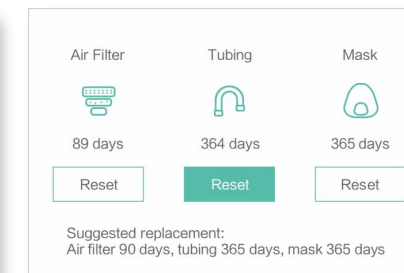 Air Filter
Tubing
Mask
89 days
364 days
365 days
Reset
Reset
Reset
Suggested replacement:
Air filter 90 days, tubing 365 days, mask 365 days